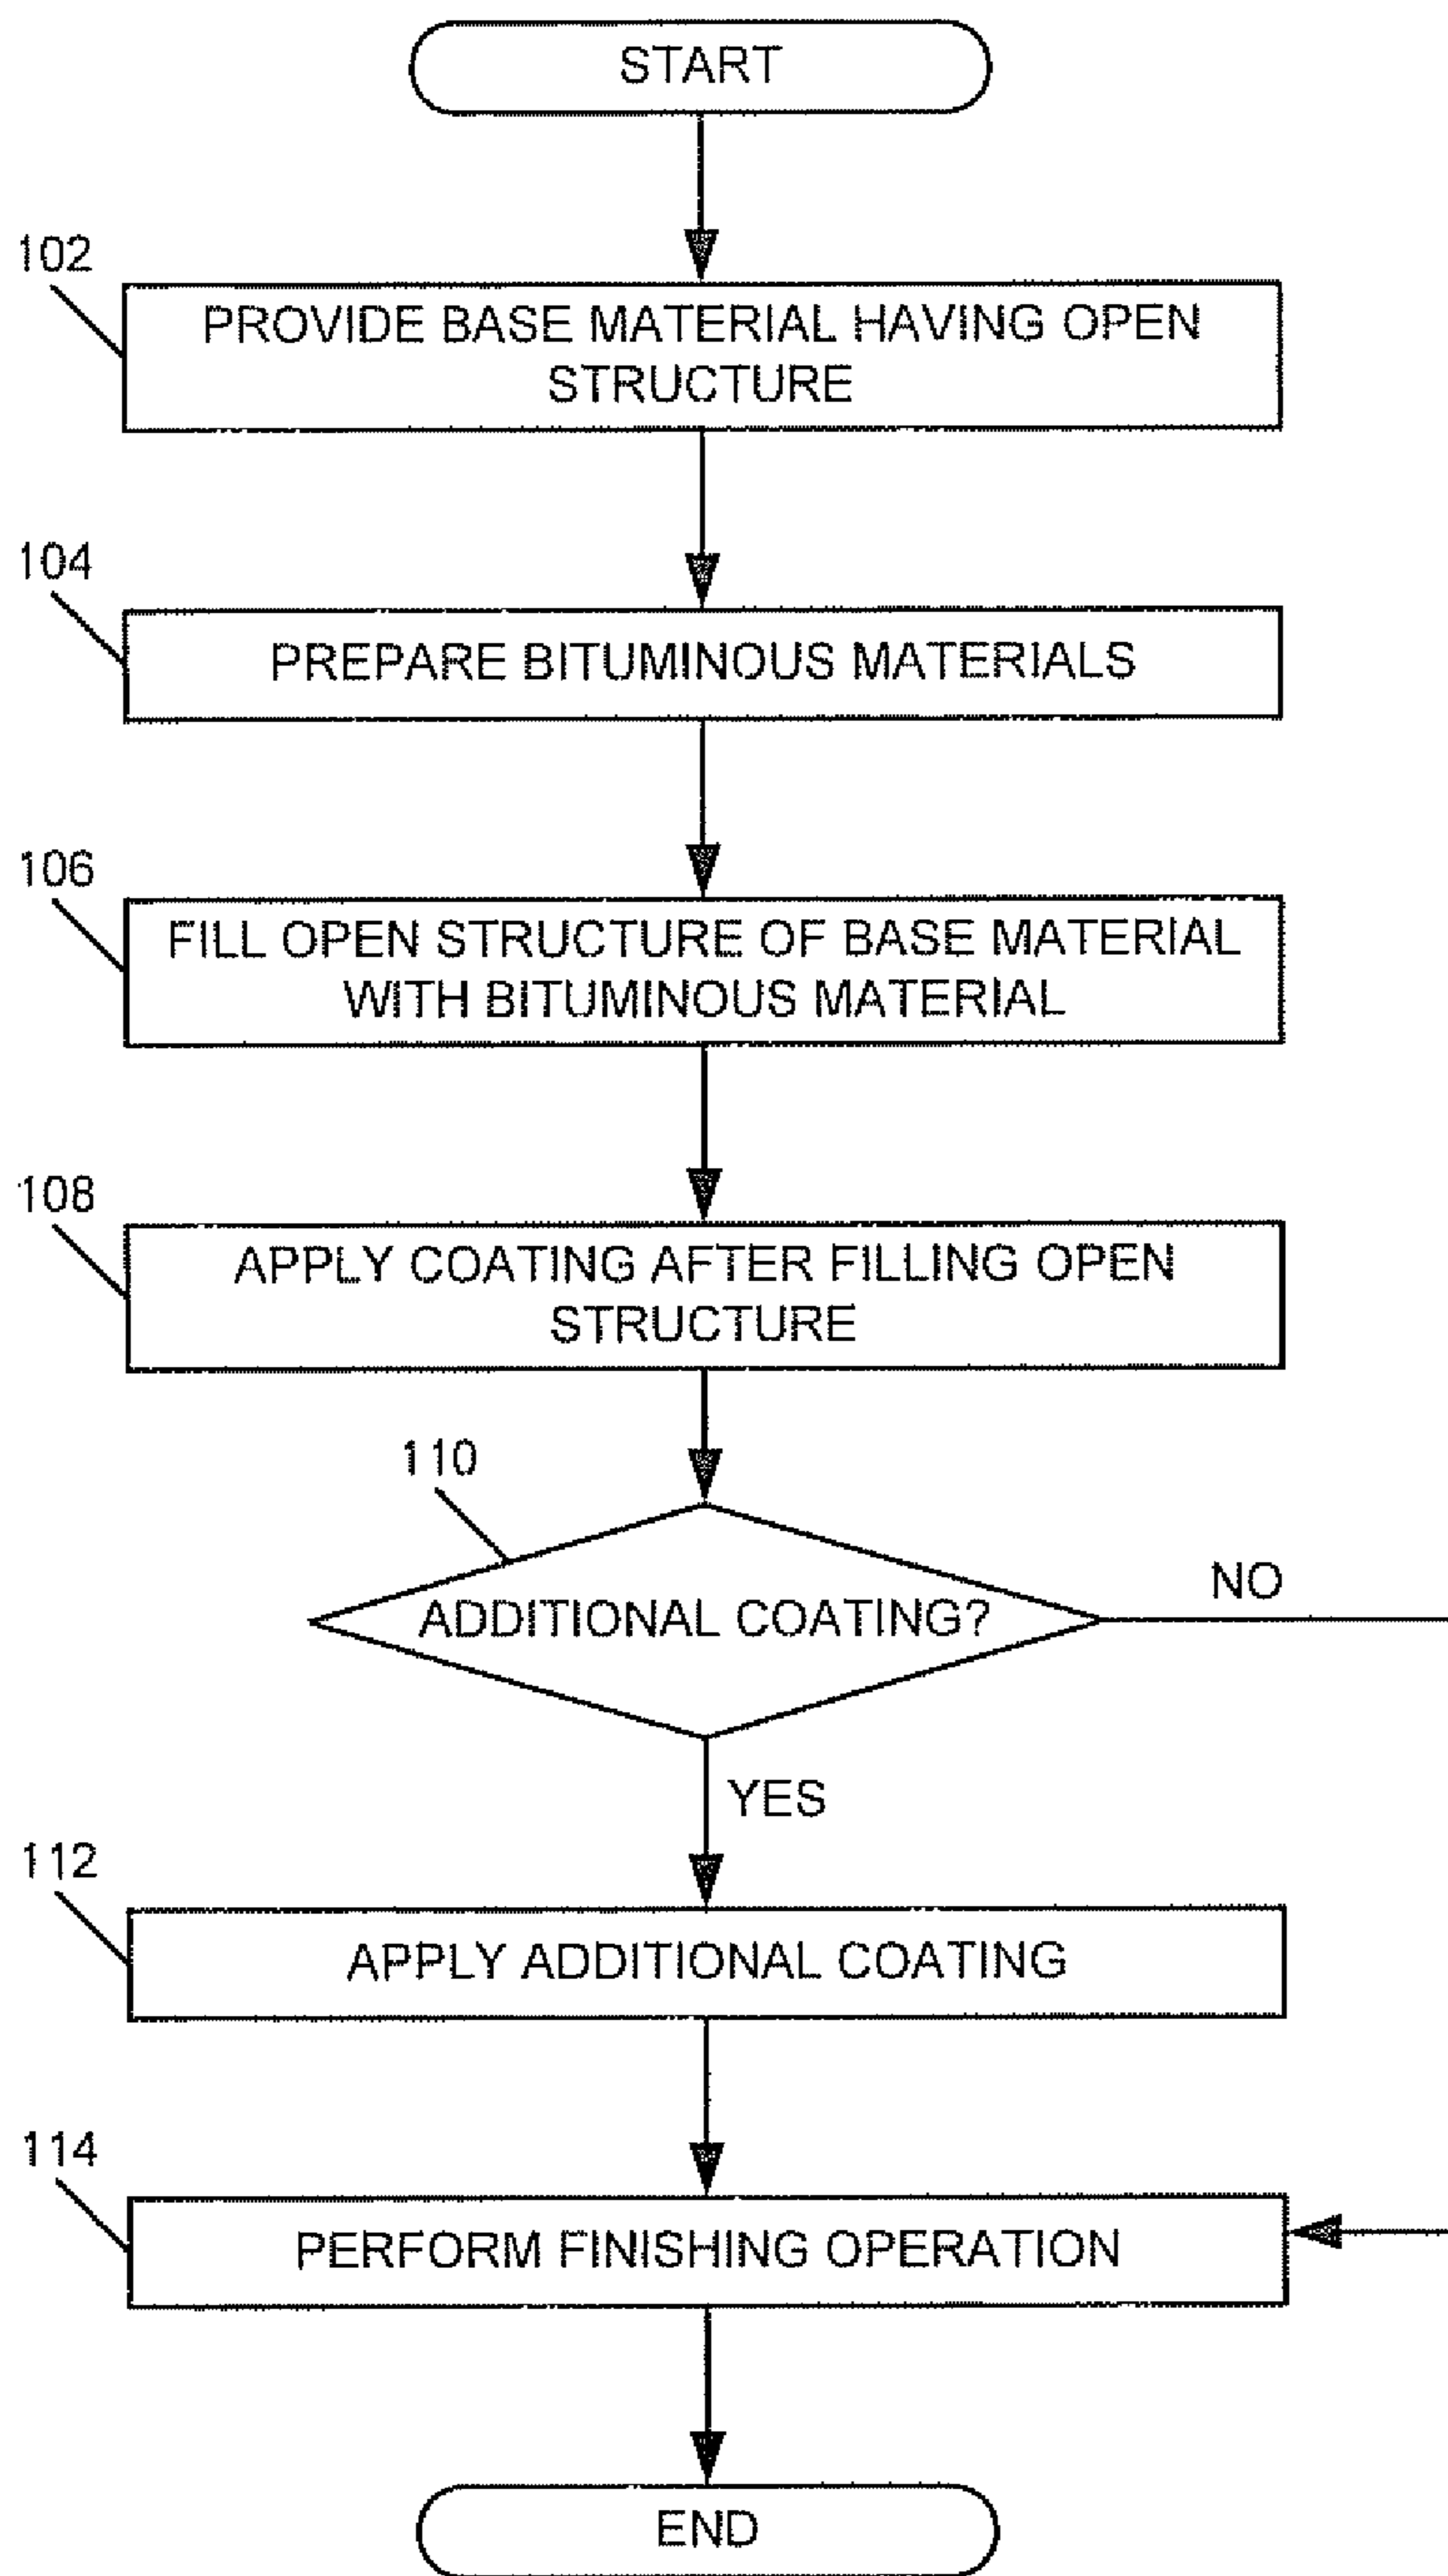 START
102
PROVIDE BASE MATERIAL HAVING OPEN
STRUCTURE
104
PREPARE BITUMINOUS MATERIALS
106
FILL OPEN STRUCTURE OF BASE MATERIAL
WITH BITUMINOUS MATERIAL
108
APPLY COATING AFTER FILLING OPEN
STRUCTURE
110
ADDITIONAL COATING?
NO
YES
112
APPLY ADDITIONAL COATING
114
PERFORM FINISHING OPERATION
END